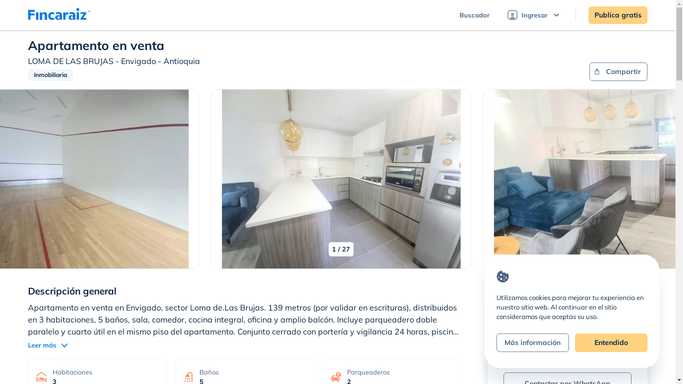 Fincaraíz
Buscador
Ingresar
Publica gratis
Apartamento en venta
LOMA DE LAS BRUJAS - Envigado - Antioquia
Inmobiliaria
Compartir
1 / 27
Descripción general
Apartamento en venta en Envigado, sector Loma de.Las Brujas. 139 metros (por validar en escrituras), distribuidos
en 3 habitaciones, 5 baños, sala, comedor, cocina integral, oficina y amplio balcón. Incluye parqueadero doble
paralelo y cuarto útil en el mismo piso del apartamento. Conjunto cerrado con portería y vigilancia 24 horas, piscin...
Leer más
Habitaciones
3
Baños
5
Parqueaderos
2
Utilizamos cookies para mejorar tu experiencia en
nuestro sitio web. Al continuar en el sitio
consideramos que aceptas su uso.
Más información
Entendido
Contactar por WhatsApp